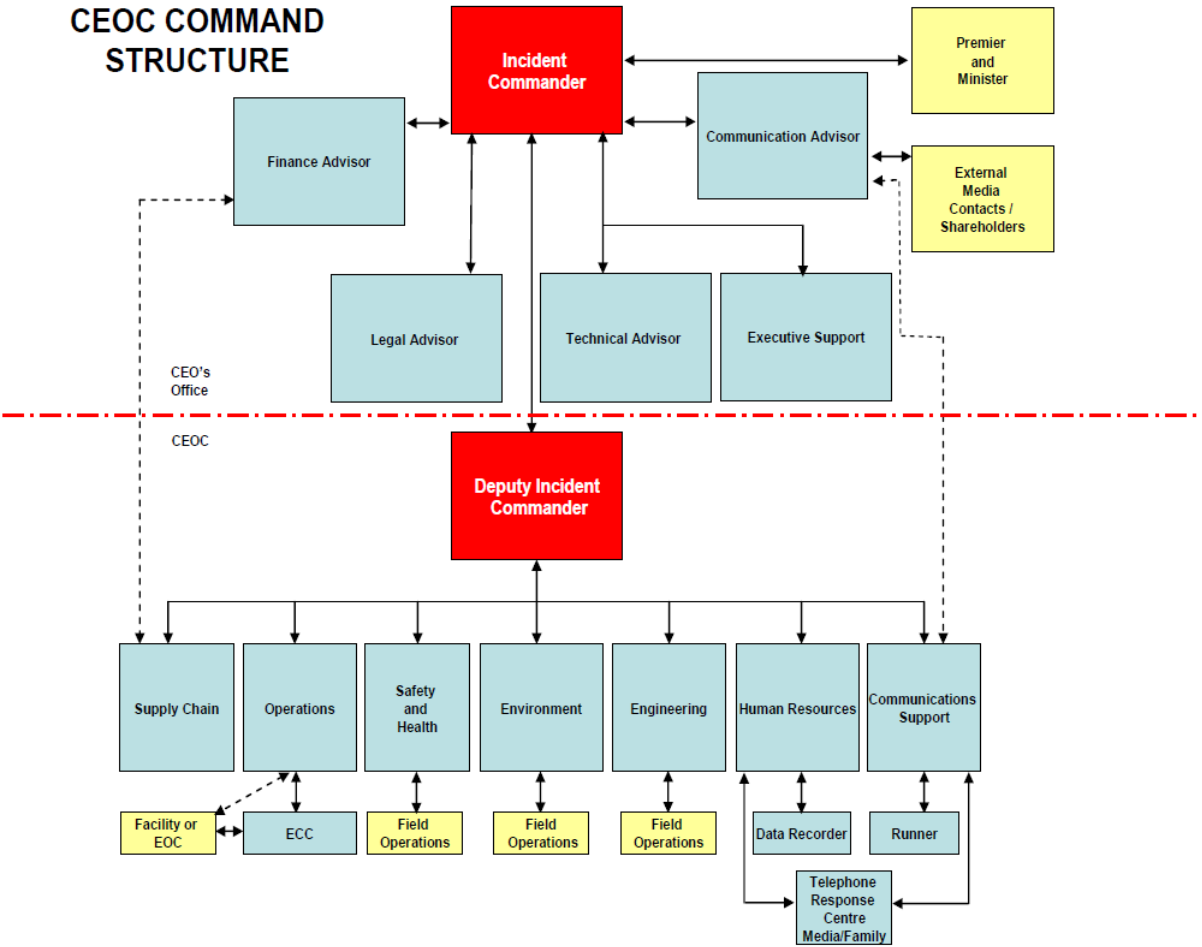 CEOC COMMAND
STRUCTURE
Incident
Commander
Premier
and
Minister
Finance Advisor
Communication Advisor
External
Media
Contacts /
Shareholders
Legal Advisor
Technical Advisor
Executive Support
CEO's
Office
CEOC
Deputy Incident
Commander
Supply Chain
Operations
Safety
and
Health
Environment
Engineering
Human Resources
Communications
Support
Facility or
EOC
ECC
Field
Operations
Field
Operations
Field
Operations
Data Recorder
Runner
Telephone
Response
Centre
Media/Family